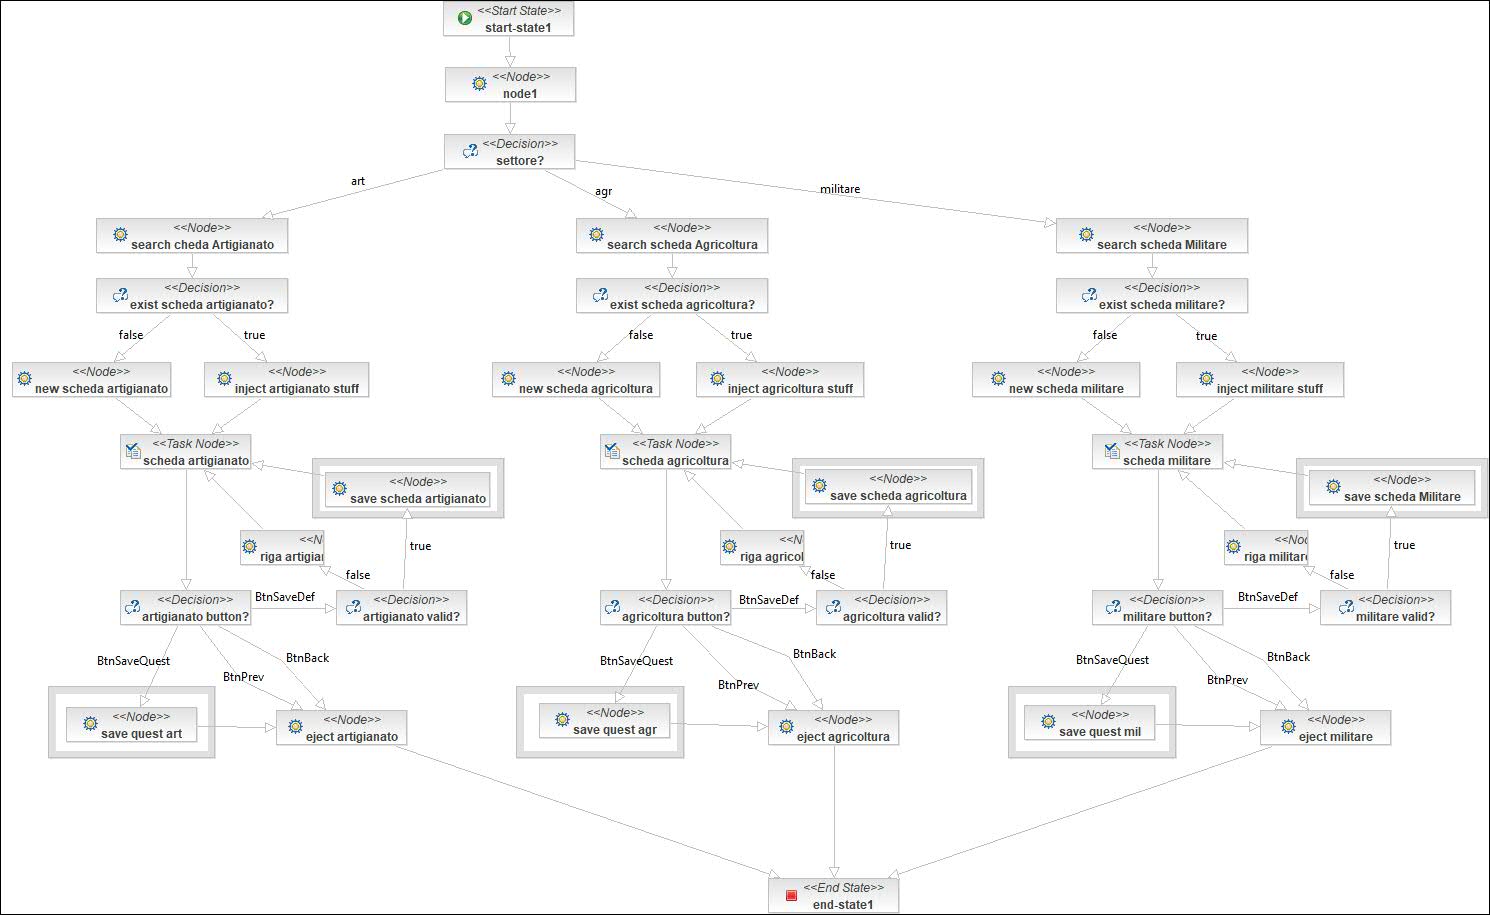 <<Start State>>
start-state1
<<Node>>
node1
<<Decision>>
settore?
art
agr
militare
<<Node>>
search cheda Artigianato
<<Node>>
search scheda Agricoltura
<<Node>>
search scheda Militare
<<Decision>>
exist scheda artigianato?
<<Decision>>
exist scheda agricoltura?
<<Decision>>
exist scheda militare?
false
true
false
true
false
true
<<Node>>
new scheda artigianato
<<Node>>
inject artigianato stuff
<<Node>>
new scheda agricoltura
<<Node>>
inject agricoltura stuff
<<Node>>
new scheda militare
<<Node>>
inject militare stuff
<<Task Node>>
scheda artigianato
<<Task Node>>
scheda agricoltura
<<Task Node>>
scheda militare
<<Node>>
save scheda artigianato
<<Node>>
save scheda agricoltura
<<Node>>
save scheda Militare
<<N
riga artigia
true
<<N
riga agricol
true
<<Noc
riga militare
true
false
false
false
<<Decision>>
artigianato button?
BtnSaveDef
<<Decision>>
artigianato valid?
<<Decision>>
agricoltura button?
BtnSaveDef
<<Decision>>
agricoltura valid?
<<Decision>>
militare button?
BtnSaveDef
<<Decision>>
militare valid?
BtnSaveQuest
BtnPrev
BtnBack
BtnSaveQuest
BtnPrev
BtnBack
BtnSaveQuest
BtnPrev
BtnBack
<<Node>>
save quest art
<<Node>>
eject artigianato
<<Node>>
save quest agr
<<Node>>
eject agricoltura
<<Node>>
save quest mil
<<Node>>
eject militare
<<End State>>
end-state1